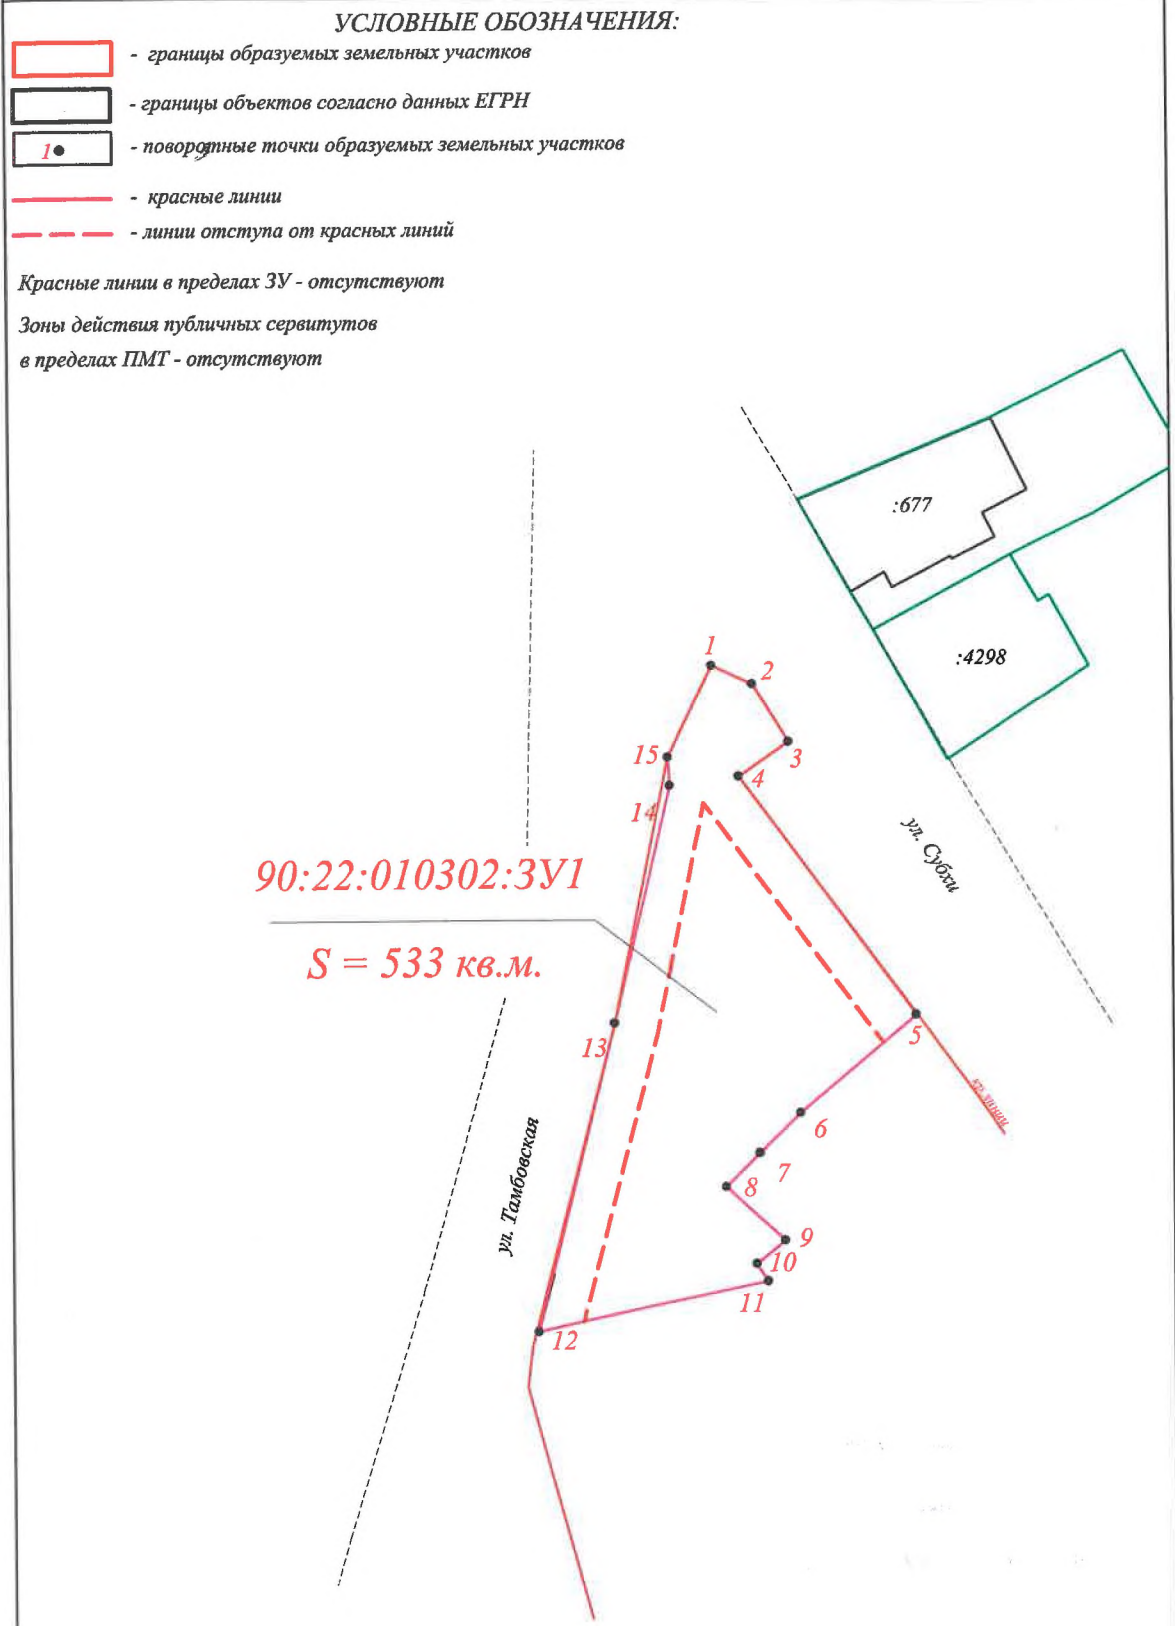 УСЛОВНЫЕ ОБОЗНАЧЕНИЯ:
- границы образуемых земельных участков
- границы объектов согласно данных ЕГРН
1
- поворотные точки образуемых земельных участков
- красные линии
- линии отступа от красных линий
Красные линии в пределах ЗУ - отсутствуют
Зоны действия публичных сервитутов
в пределах ПМТ - отсутствуют
:677
:4298
1
2
3
15
4
14
ул. Субхи
90:22:010302:ЗУ1
S = 533 кв.м.
5
13
кр. линии
6
ул. Тамбовская
7
8
9
10
11
12